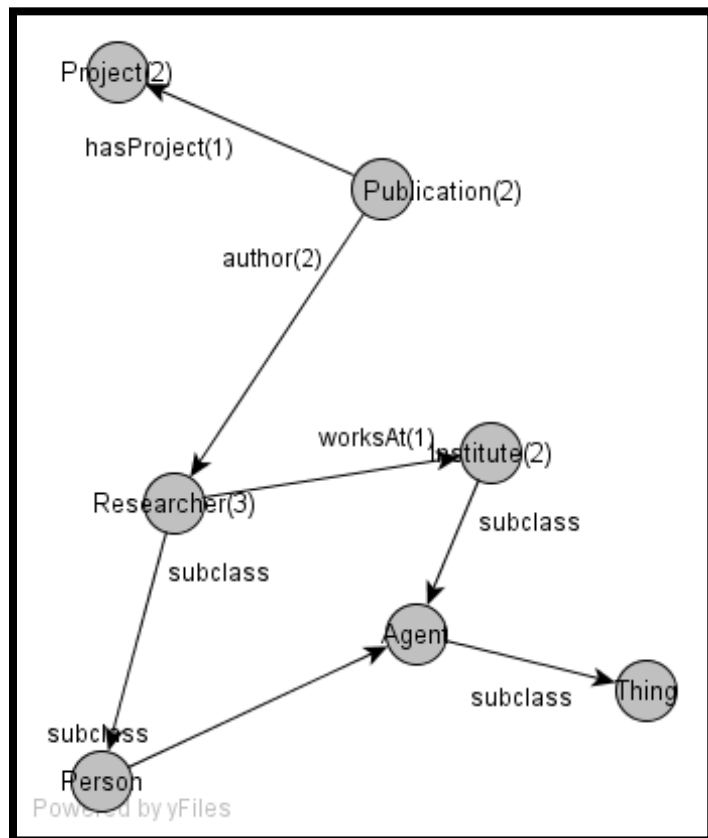 Project(2)
hasProject(1)
Publication(2)
author(2)
worksAt(1)
Institute(2)
Researcher(3)
subclass
subclass
Agent
subclass
Thing
subclass
Person
Powered by yFiles